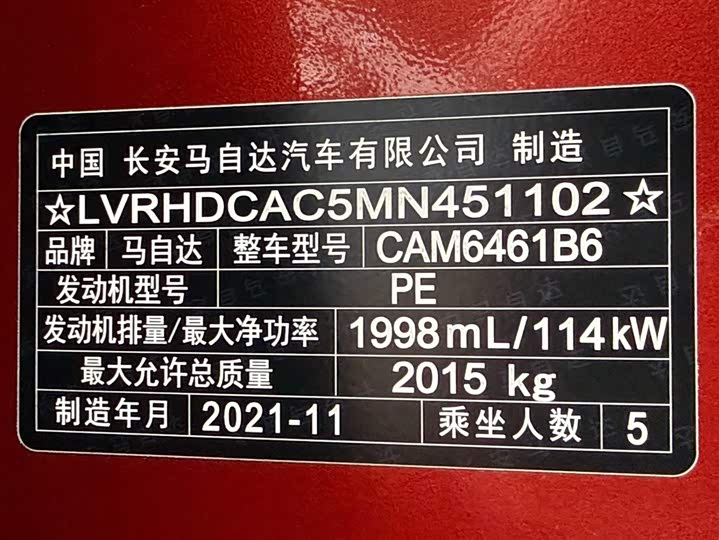 中国 长安马自达汽车有限公司 制造
☆LVRHDCAC5MN451102☆
品牌 马自达 整车型号 CAM6461B6
发动机型号 PE
发动机排量/最大净功率 1998mL/114kW
最大允许总质量 2015 kg
制造年月 2021-11 乘坐人数 5